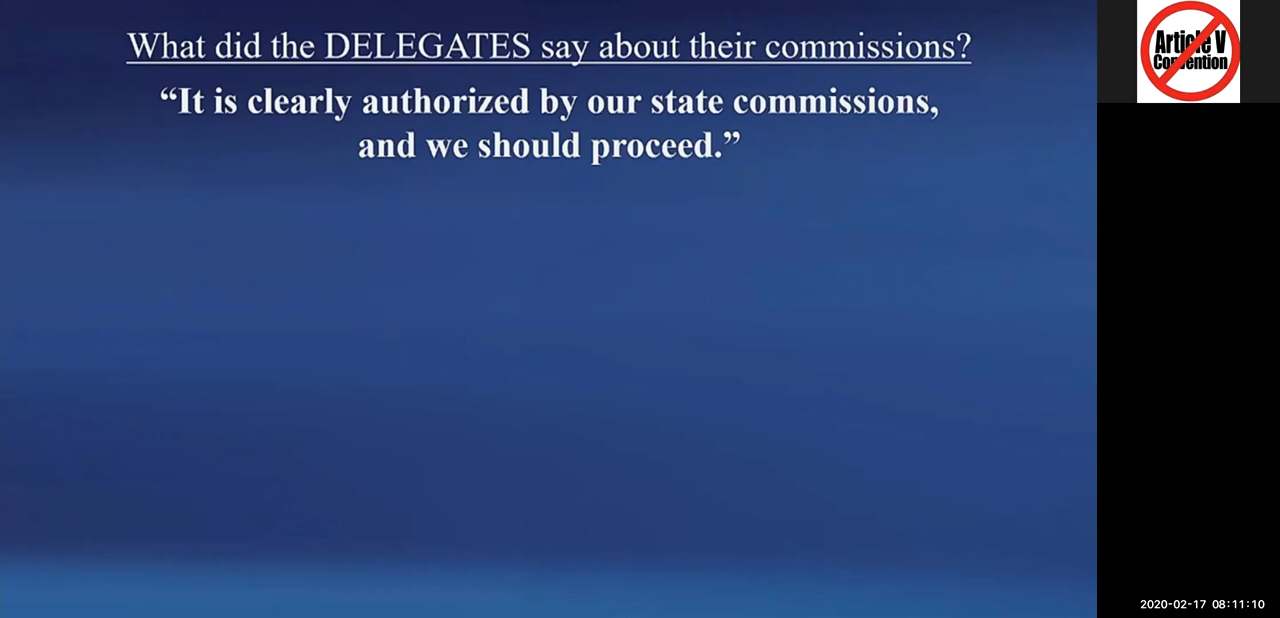 What did the DELEGATES say about their commissions?
“It is clearly authorized by our state commissions,
and we should proceed.”
Article V
Convention
2020-02-17 08:11:10